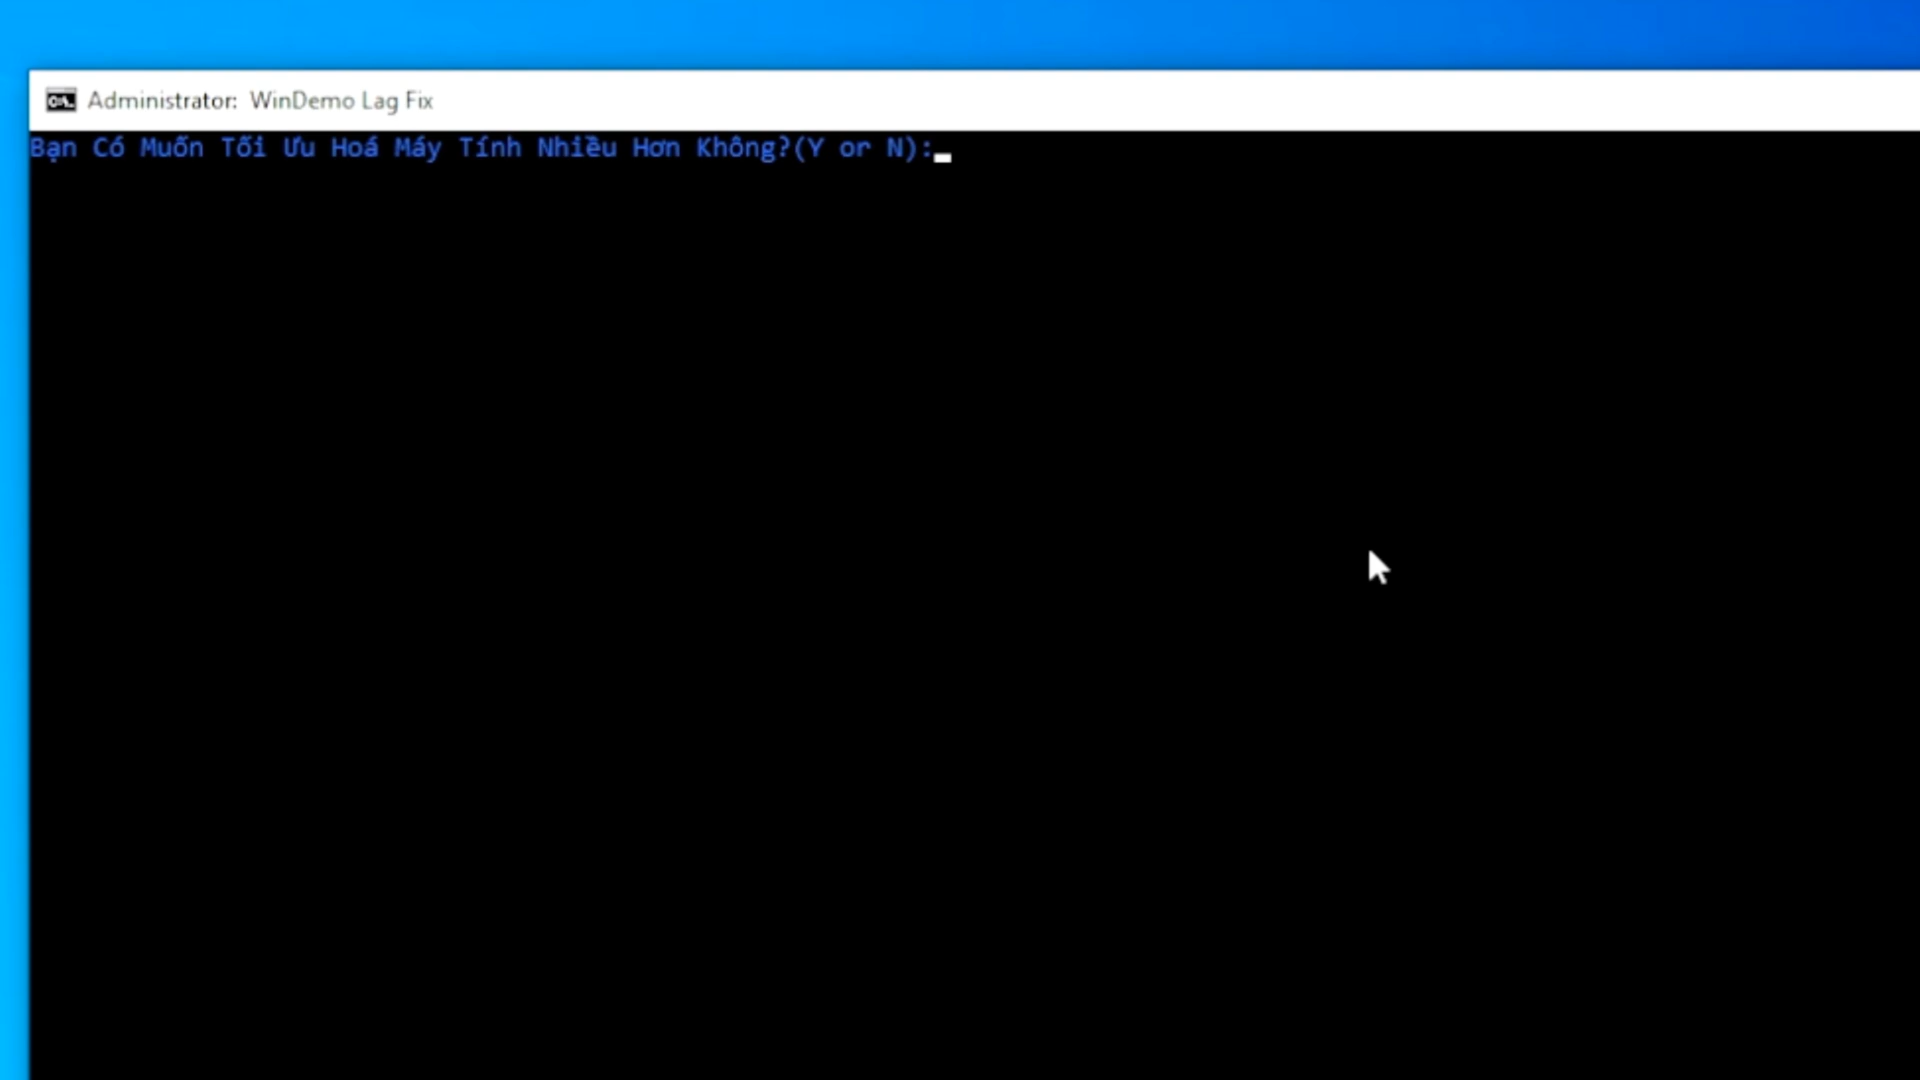 Administrator: WinDemo Lag Fix
Bạn Có Muốn Tối Ưu Hoá Máy Tính Nhiều Hơn Không?(Y or N):